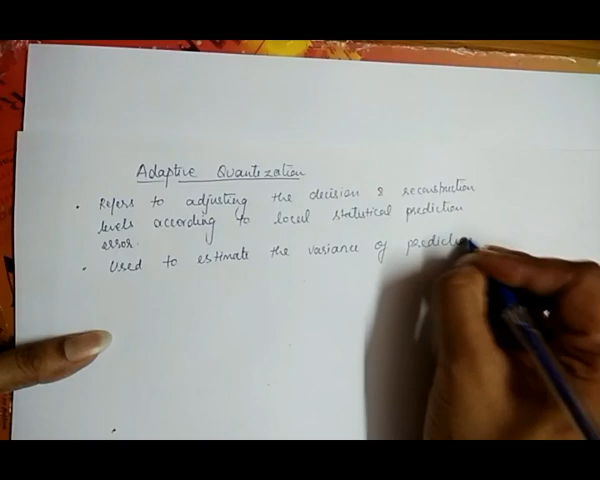 Adaptive Quantization
• Refers to adjusting the decision & reconstruction
levels according to local statistical prediction
error.
• Used to estimate the variance of predicti